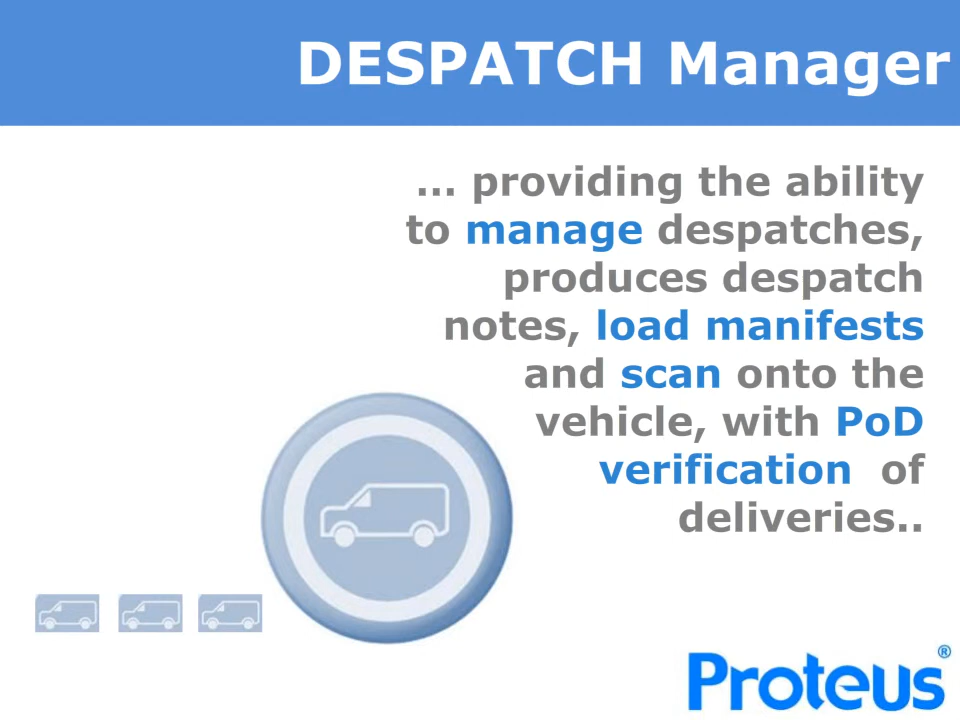 DESPATCH Manager
... providing the ability
to manage despatches,
produces despatch
notes, load manifests
and scan onto the
vehicle, with PoD
verification of
deliveries..
Proteus®